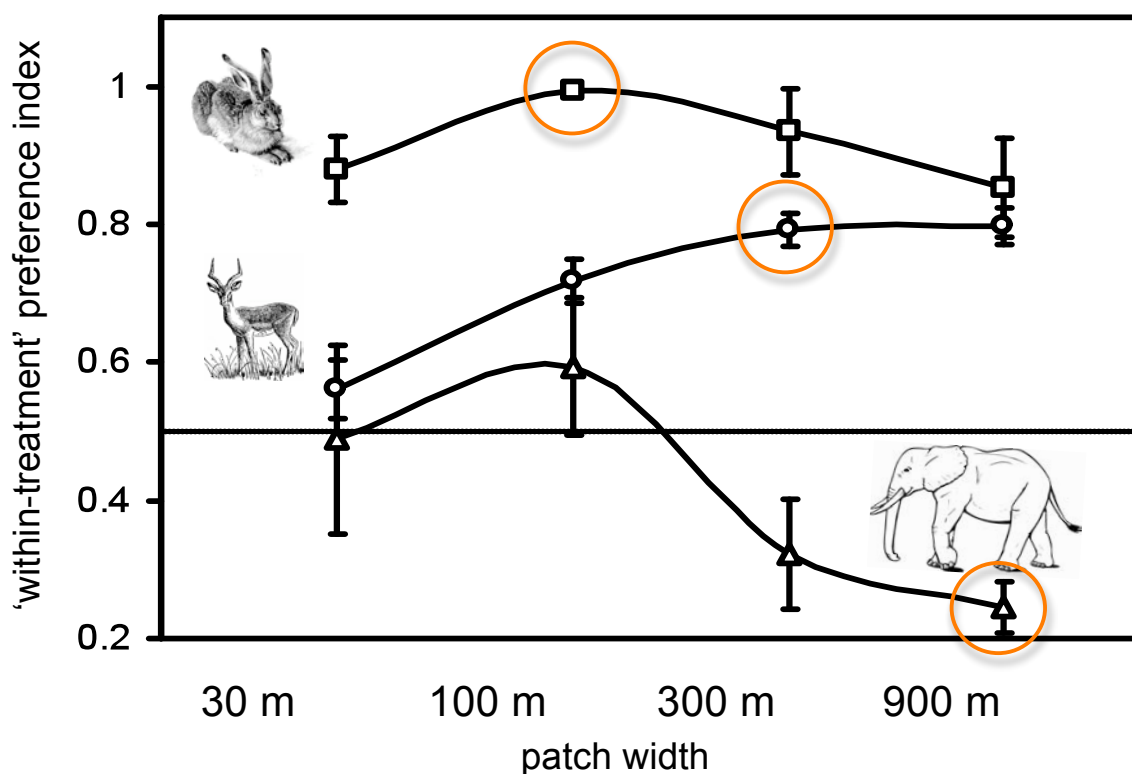 ‘within-treatment’ preference index
1
0.8
0.6
0.4
0.2
30 m 100 m 300 m 900 m
patch width